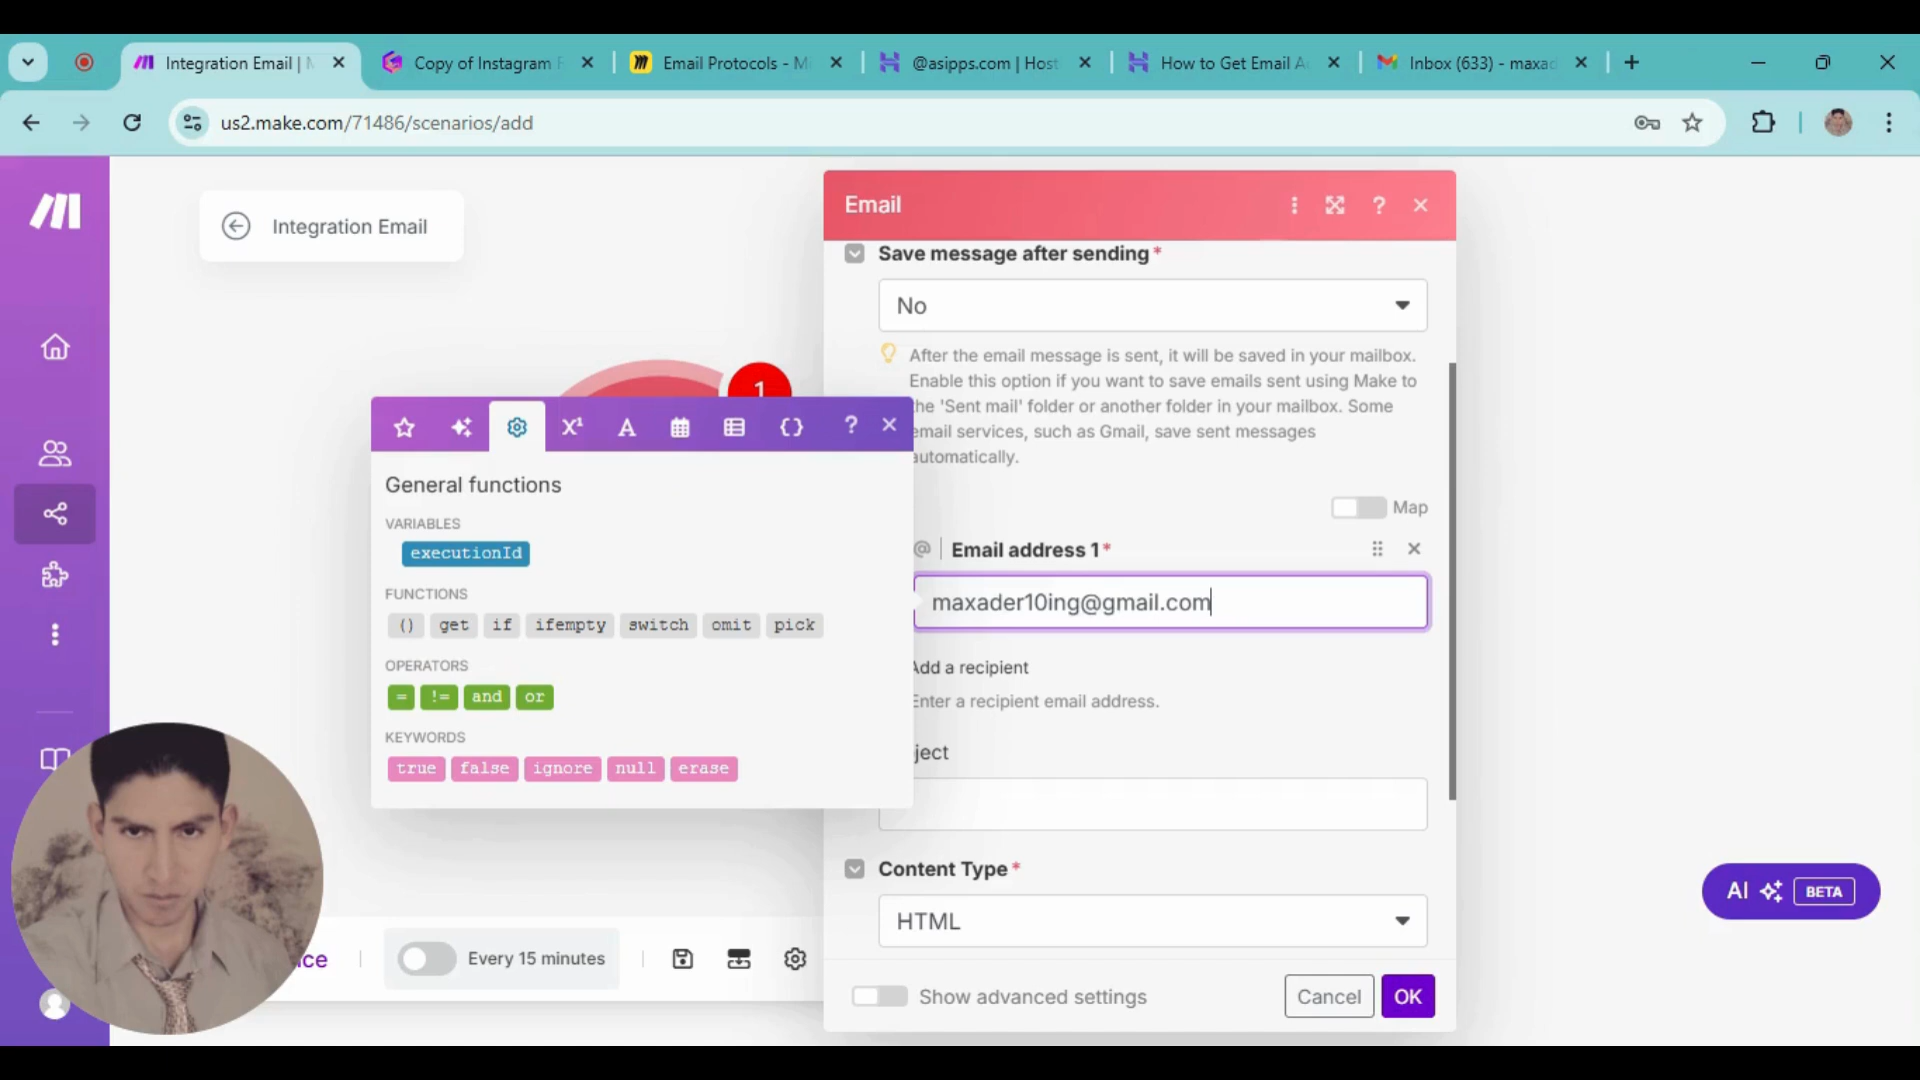 Integration Email | M
Copy of Instagram F
Email Protocols - M
@asipps.com | Host
How to Get Email A
Inbox (633) - maxad
us2.make.com/71486/scenarios/add
Integration Email
Email
?
Save message after sending *
No
After the email message is sent, it will be saved in your mailbox.
Enable this option if you want to save emails sent using Make to
the 'Sent mail' folder or another folder in your mailbox. Some
email services, such as Gmail, save sent messages
automatically.
1
Map
@ Email address 1 *
maxader10ing@gmail.com
Add a recipient
Enter a recipient email address.
ject
Content Type *
HTML
Show advanced settings
Cancel
OK
X¹
A
{}
?
General functions
VARIABLES
executionId
FUNCTIONS
() get if ifempty switch omit pick
OPERATORS
= != and or
KEYWORDS
true false ignore null erase
nce
Every 15 minutes
AI BETA